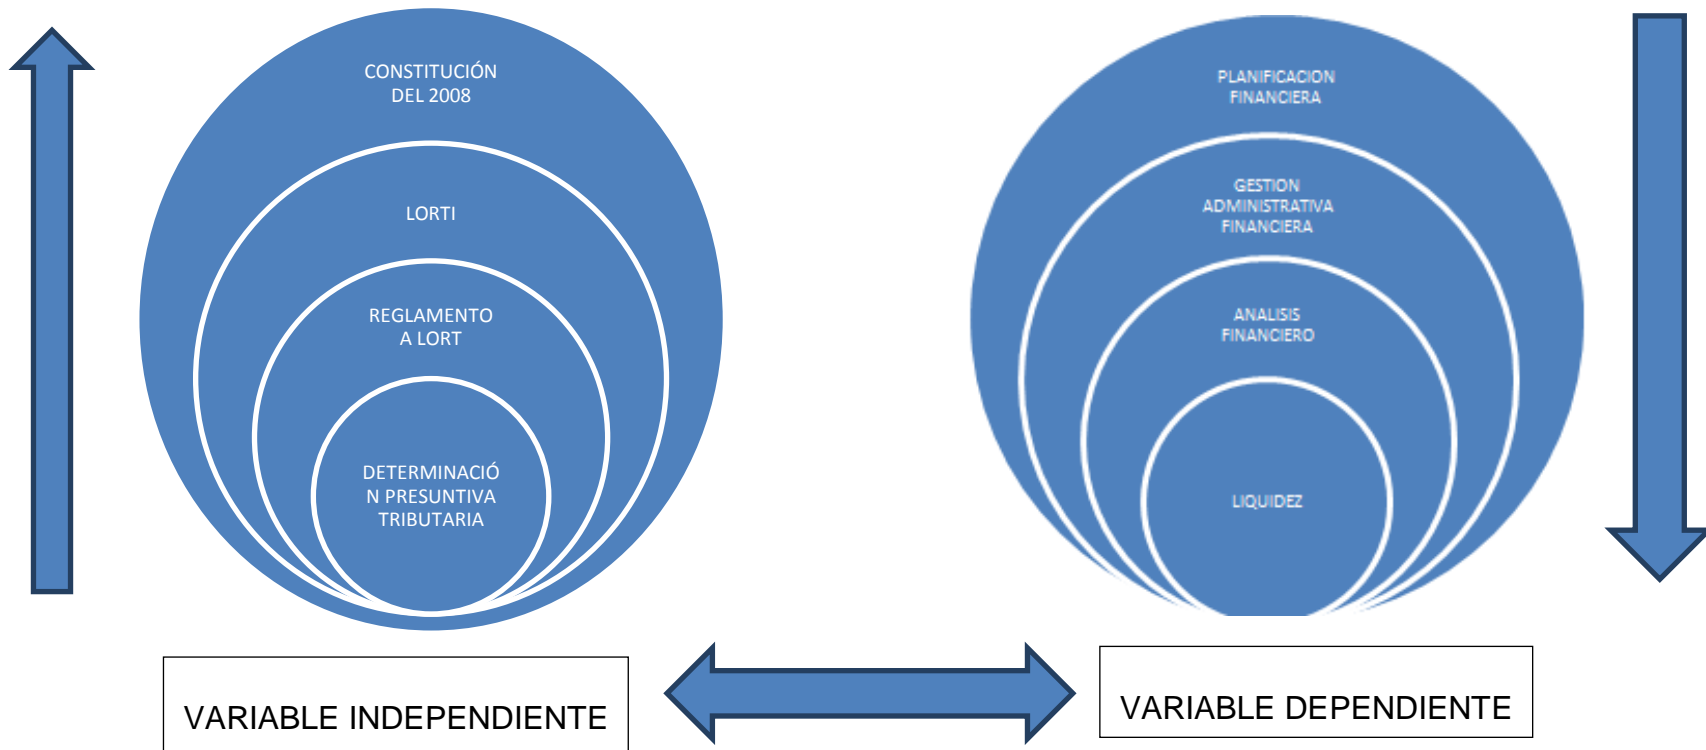 CONSTITUCIÓN
DEL 2008
LORTI
REGLAMENTO
A LORT
DETERMINACIÓ
N PRESUNTIVA
TRIBUTARIA
PLANIFICACION
FINANCIERA
GESTION
ADMINISTRATIVA
FINANCIERA
ANALISIS
FINANCIERO
LIQUIDEZ
VARIABLE INDEPENDIENTE
VARIABLE DEPENDIENTE